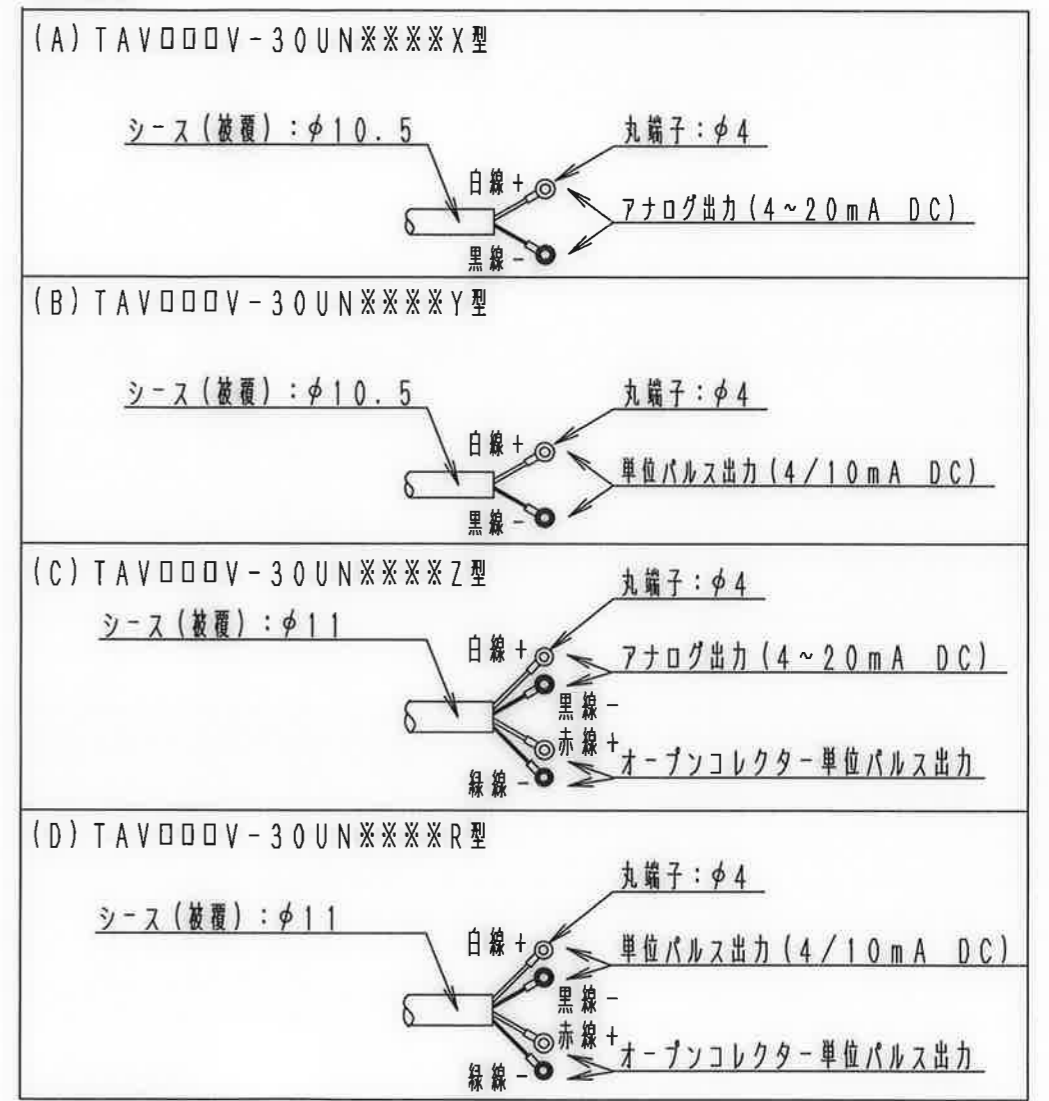 (A)TAV□□□V-30UN※※※※X型
シース(被覆):φ10.5
丸端子:φ4
白線+
アナログ出力(4~20mA DC)
黒線-
(B)TAV□□□V-30UN※※※※Y型
シース(被覆):φ10.5
丸端子:φ4
白線+
単位パルス出力(4/10mA DC)
黒線-
(C)TAV□□□V-30UN※※※※Z型
丸端子:φ4
シース(被覆):φ11
白線+
アナログ出力(4~20mA DC)
黒線-
赤線+
オープンコレクター単位パルス出力
緑線-
(D)TAV□□□V-30UN※※※※R型
丸端子:φ4
シース(被覆):φ11
白線+
単位パルス出力(4/10mA DC)
黒線-
赤線+
オープンコレクター単位パルス出力
緑線-